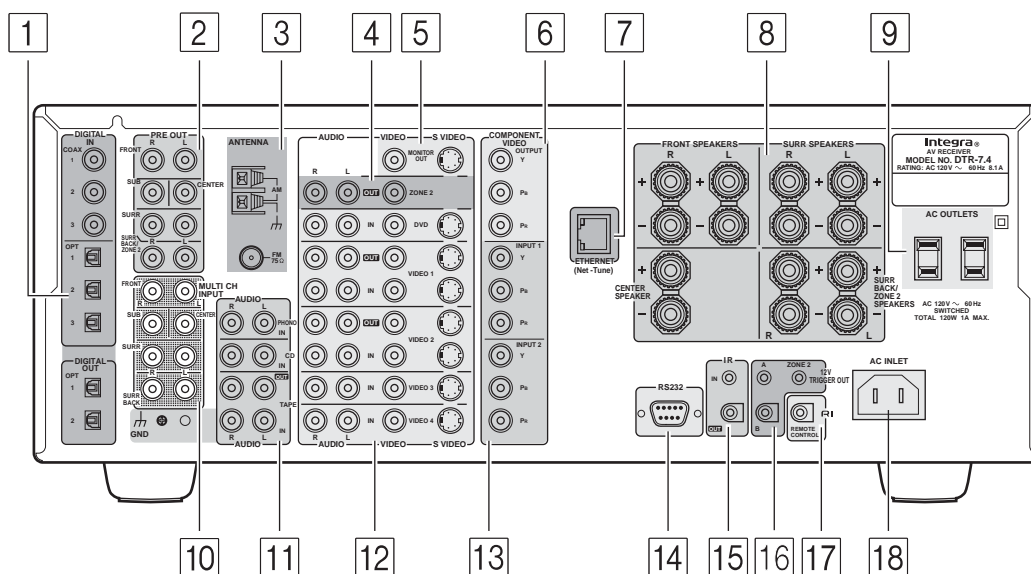 1 2 3 4 5 6 7 8 9
DIGITAL IN
COAX
1
2
3
OPT
1
2
3
DIGITAL OUT
OPT
1
2
PRE OUT
R L
FRONT
SUB CENTER
SURR
SURR BACK/ ZONE 2
R L
MULTI CH INPUT
FRONT
R L
SUB CENTER
SURR
R L
SURR BACK
GND
ANTENNA
AM
FM 75Ω
AUDIO
R L
PHONO IN
CD IN
OUT
TAPE
IN
R L
AUDIO
AUDIO VIDEO S VIDEO
MONITOR OUT
R L
OUT ZONE 2
IN DVD
OUT
VIDEO 1
IN
OUT
VIDEO 2
IN
IN VIDEO 3
IN VIDEO 4
R L
AUDIO VIDEO S VIDEO
COMPONENT VIDEO
OUTPUT
Y
PB
PR
INPUT 1
Y
PB
PR
INPUT 2
Y
PB
PR
ETHERNET
(Net -Tune)
FRONT SPEAKERS SURR SPEAKERS
R L R L
+ + + +
− − − −
+ + +
CENTER SPEAKER
SURR BACK/ ZONE 2 SPEAKERS
− − −
R L
Integra®
AV RECEIVER
MODEL NO. DTR-7.4
RATING: AC 120V ~ 60Hz 8.1A
AC OUTLETS
AC 120V ~ 60Hz
SWITCHED
TOTAL 120W 1A MAX.
RS232
IR
IN
OUT
A ZONE 2
12V TRIGGER OUT
B
RI
REMOTE CONTROL
AC INLET
10 11 12 13 14 15 16 17 18